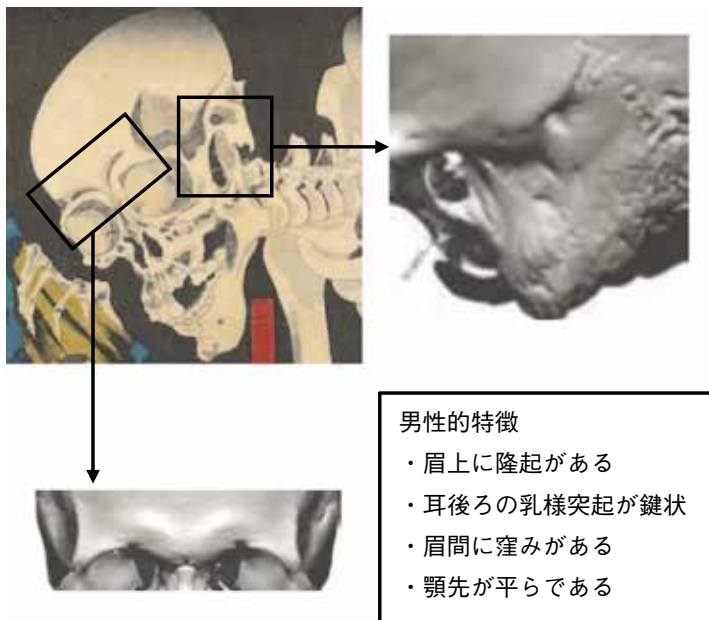 男性的特徴
・眉上に隆起がある
・耳後ろの乳様突起が鍵状
・眉間に窪みがある
・顎先が平らである